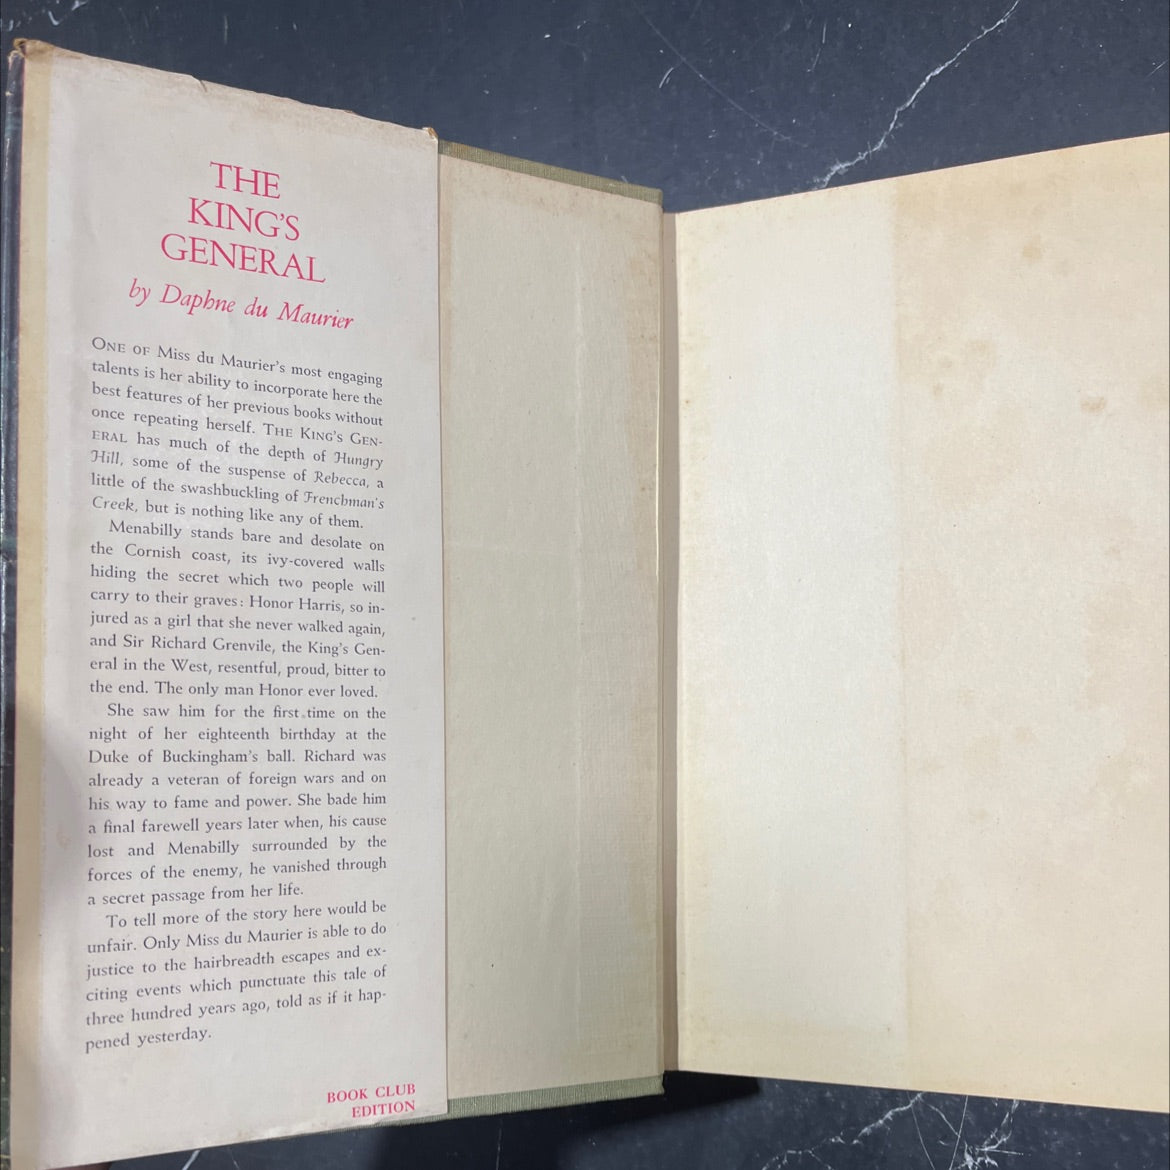 THE
KING'S
GENERAL
by Daphne du Maurier
ONE OF Miss du Maurier's most engaging
talents is her ability to incorporate here the
best features of her previous books without
once repeating herself. THE KING'S GEN-
ERAL has much of the depth of Hungry
Hill, some of the suspense of Rebecca, a
little of the swashbuckling of Frenchman's
Creek, but is nothing like any of them.
Menabilly stands bare and desolate on
the Cornish coast, its ivy-covered walls
hiding the secret which two people will
carry to their graves: Honor Harris, so in-
jured as a girl that she never walked again,
and Sir Richard Grenvile, the King's Gen-
eral in the West, resentful, proud, bitter to
the end. The only man Honor ever loved.
She saw him for the first time on the
night of her eighteenth birthday at the
Duke of Buckingham's ball. Richard was
already a veteran of foreign wars and on
his way to fame and power. She bade him
a final farewell years later when, his cause
lost and Menabilly surrounded by the
forces of the enemy, he vanished through
a secret passage from her life.
To tell more of the story here would be
unfair. Only Miss du Maurier is able to do
justice to the hairbreadth escapes and ex-
citing events which punctuate this tale of
three hundred years ago, told as if it hap-
pened yesterday.
BOOK CLUB
EDITION